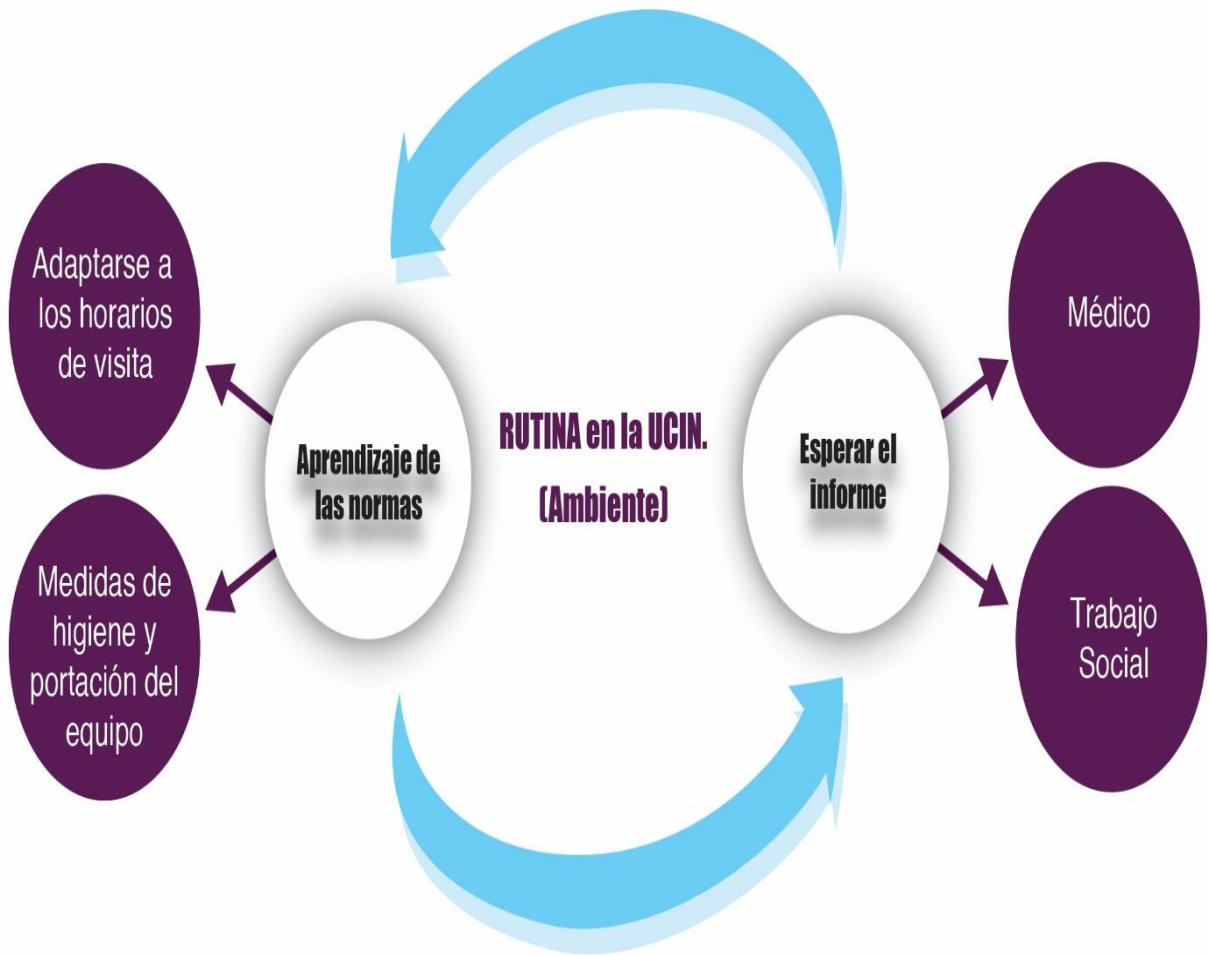 Adaptarse a
los horarios
de visita
Medidas de
higiene y
portación del
equipo
Aprendizaje de
las normas
RUTINA en la UCIN.
(Ambiente)
Esperar el
informe
Médico
Trabajo
Social